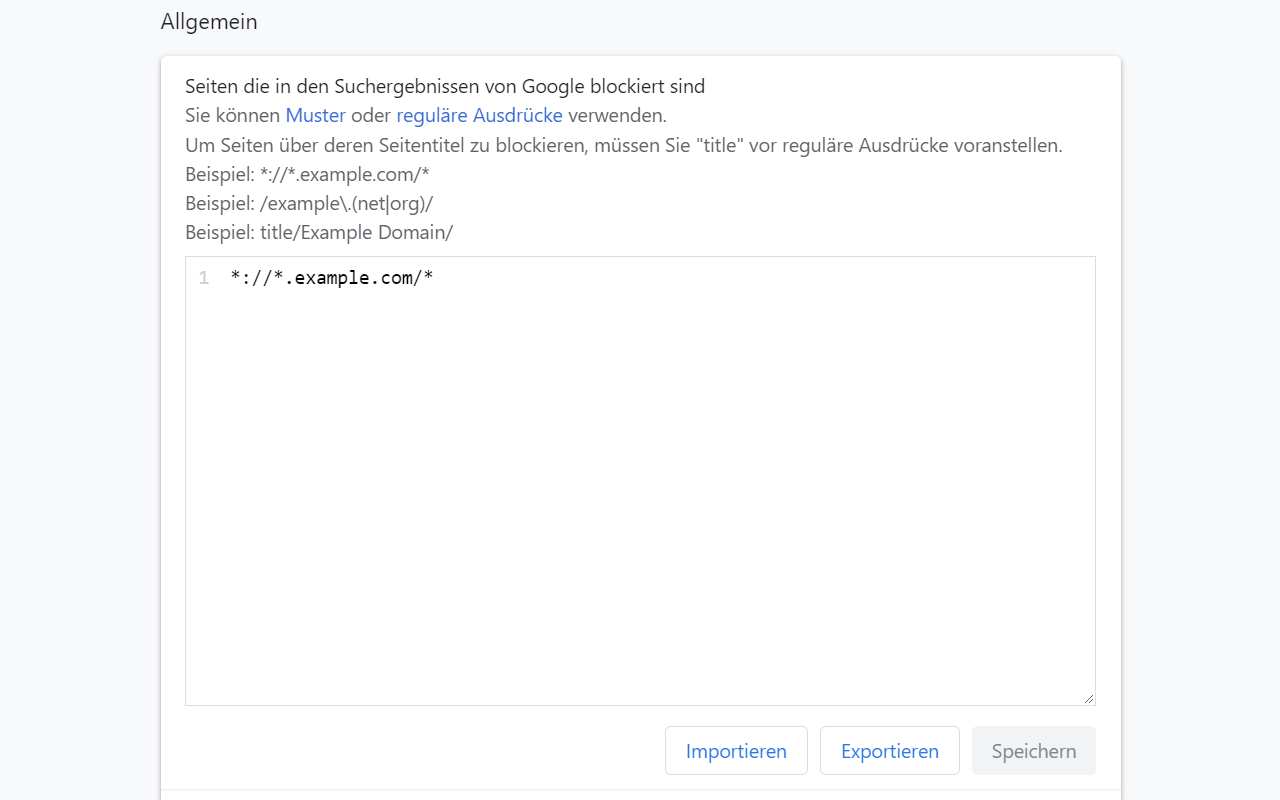 Allgemein
Seiten die in den Suchergebnissen von Google blockiert sind
Sie können Muster oder reguläre Ausdrücke verwenden.
Um Seiten über deren Seitentitel zu blockieren, müssen Sie "title" vor reguläre Ausdrücke voranstellen.
Beispiel: *://*.example.com/*
Beispiel: /example\.(net|org)/
Beispiel: title/Example Domain/
1 *://*.example.com/*
Importieren Exportieren Speichern